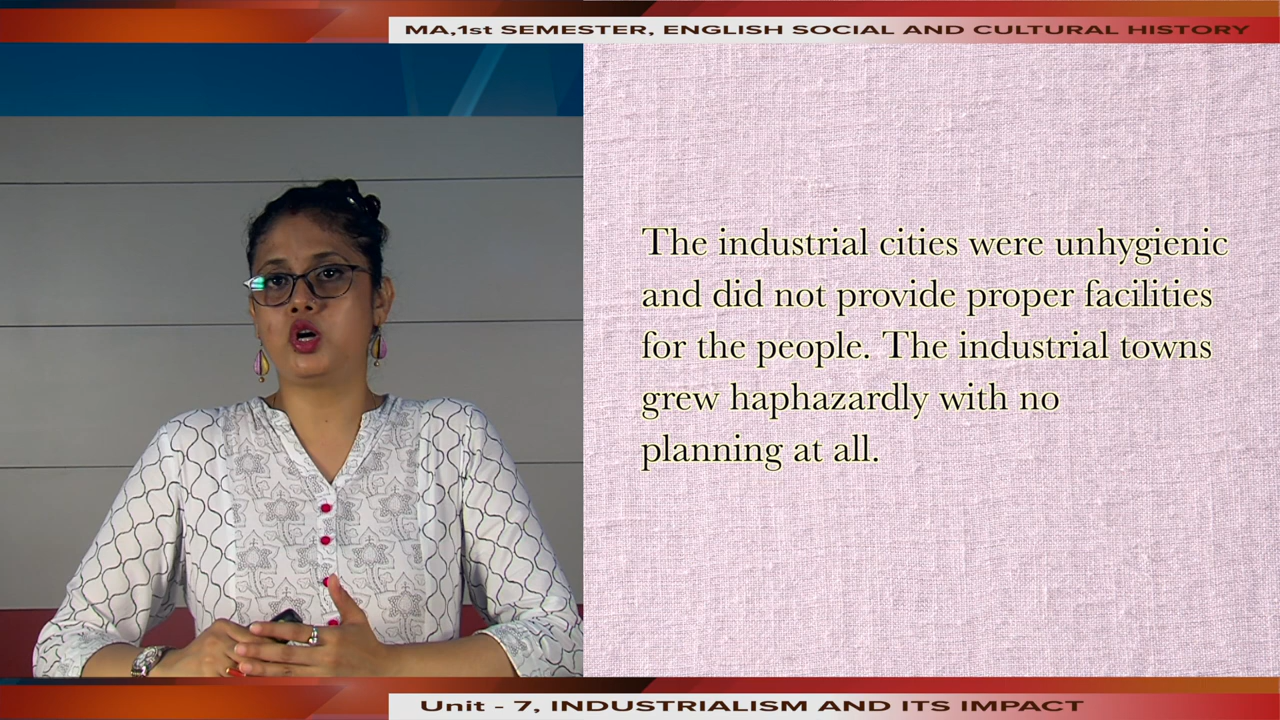 MA,1st SEMESTER, ENGLISH SOCIAL AND CULTURAL HISTORY
The industrial cities were unhygienic
and did not provide proper facilities
for the people. The industrial towns
grew haphazardly with no
planning at all.
Unit - 7, INDUSTRIALISM AND ITS IMPACT